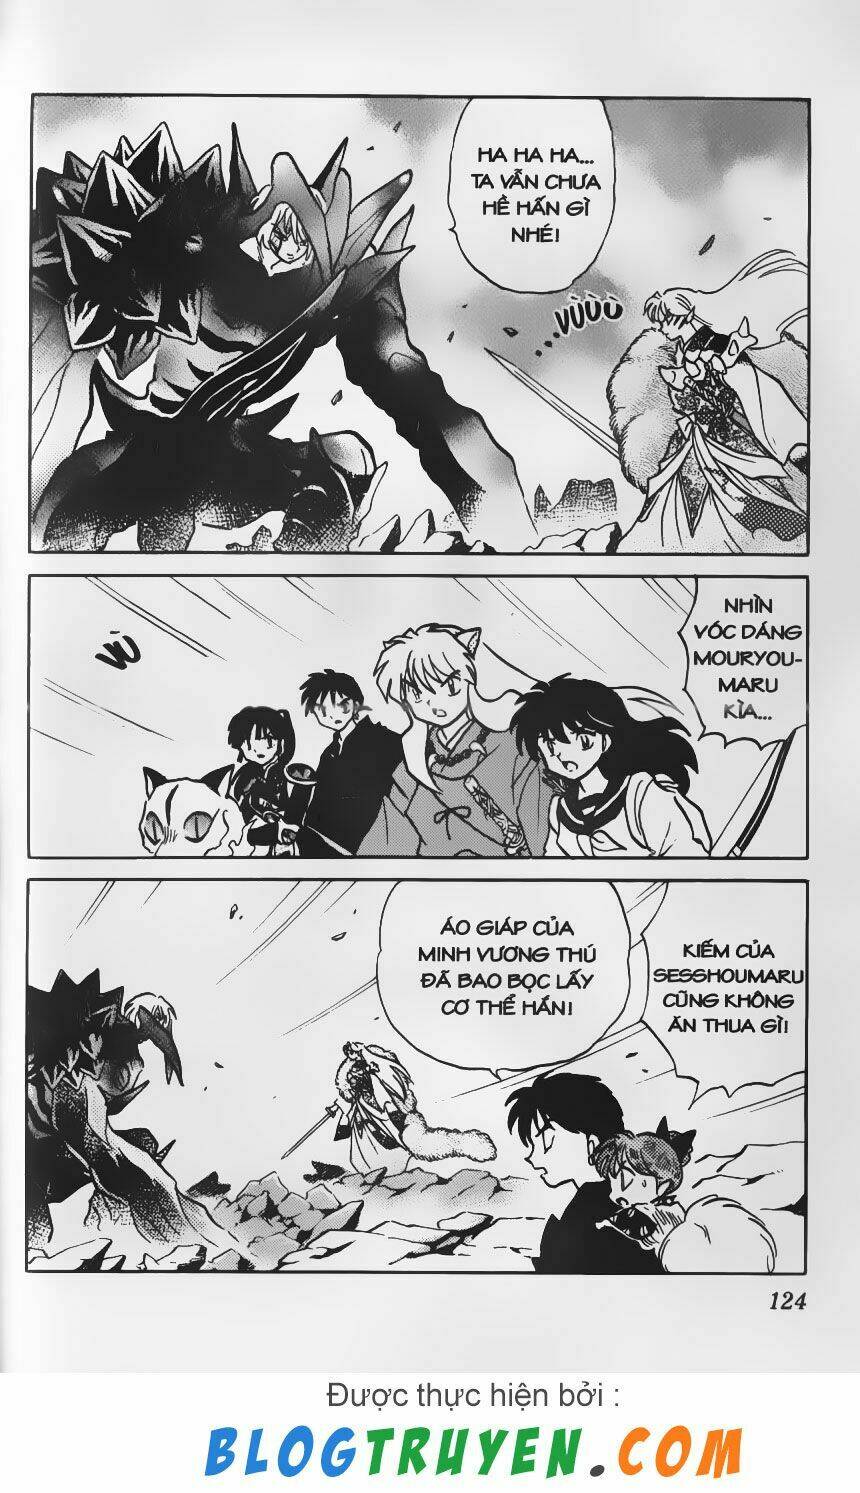 HA HA HA...
TA VẪN CHƯA
HỀ HẤN GÌ
NHÉ!
...VÙÙÙ
NHÌN
VÓC DÁNG
MOURYOU-
MARU
KÌA...
VÙ
KIẾM CỦA
SESSHOUMARU
CŨNG KHÔNG
ĂN THUA GÌ!
ÁO GIÁP CỦA
MINH VƯƠNG THÚ
ĐÃ BAO BỌC LẤY
CƠ THỂ HẮN!
124
Được thực hiện bởi :
BLOGTRUYEN.COM